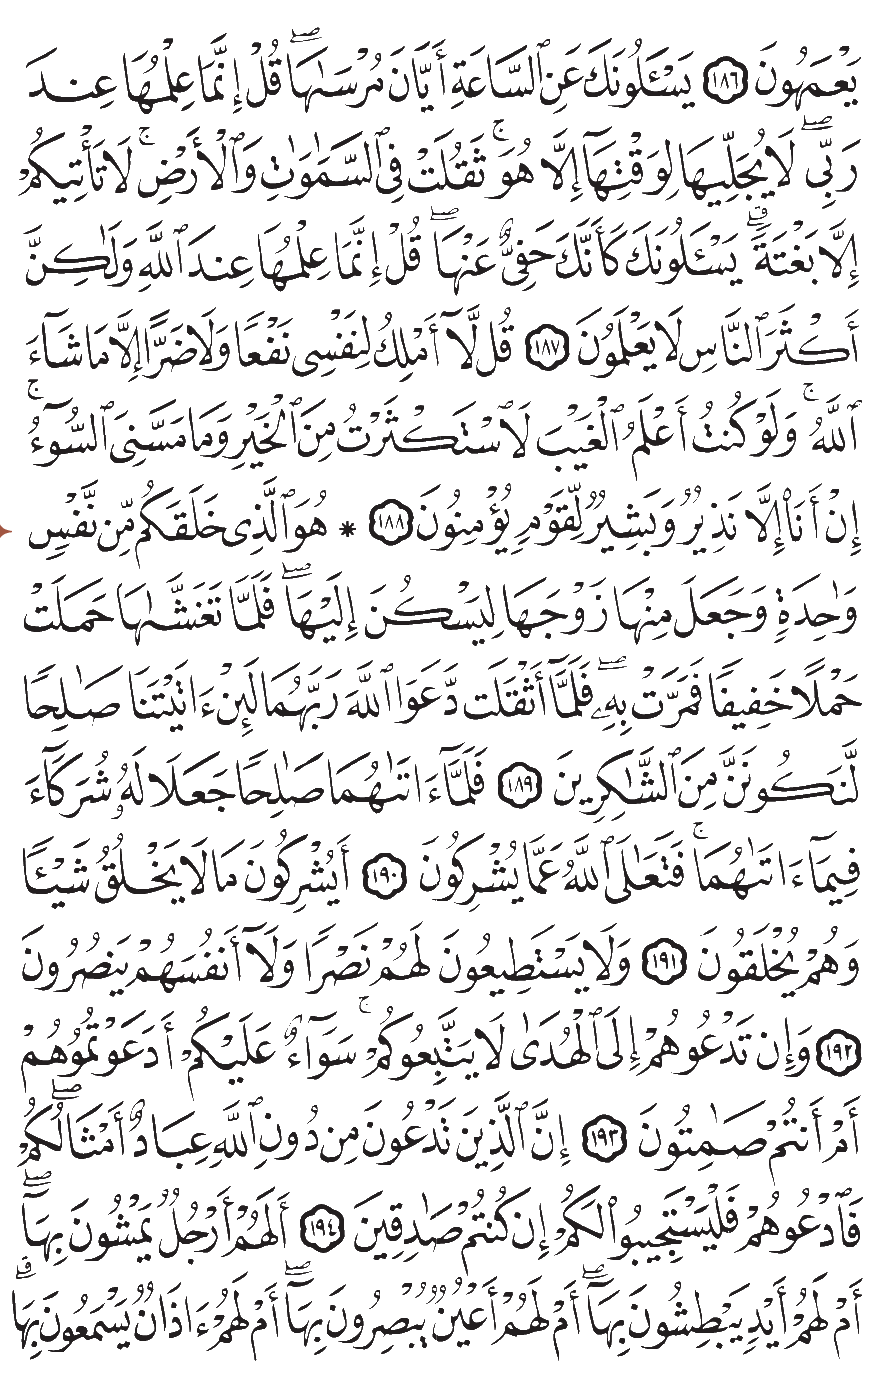 يَعْمَهُونَ ١٨٦ يَسْـَٔلُونَكَ عَنِ ٱلسَّاعَةِ أَيَّانَ مُرْسَىٰهَا ۖ قُلْ إِنَّمَا عِلْمُهَا عِندَ
رَبِّى ۖ لَا يُجَلِّيهَا لِوَقْتِهَآ إِلَّا هُوَ ۚ ثَقُلَتْ فِى ٱلسَّمَٰوَٰتِ وَٱلْأَرْضِ ۚ لَا تَأْتِيكُمْ
إِلَّا بَغْتَةً ۗ يَسْـَٔلُونَكَ كَأَنَّكَ حَفِىٌّ عَنْهَا ۖ قُلْ إِنَّمَا عِلْمُهَا عِندَ ٱللَّهِ وَلَٰكِنَّ
أَكْثَرَ ٱلنَّاسِ لَا يَعْلَمُونَ ١٨٧ قُل لَّآ أَمْلِكُ لِنَفْسِى نَفْعًا وَلَا ضَرًّا إِلَّا مَا شَآءَ
ٱللَّهُ ۚ وَلَوْ كُنتُ أَعْلَمُ ٱلْغَيْبَ لَٱسْتَكْثَرْتُ مِنَ ٱلْخَيْرِ وَمَا مَسَّنِىَ ٱلسُّوٓءُ ۚ
إِنْ أَنَا۠ إِلَّا نَذِيرٌ وَبَشِيرٌ لِّقَوْمٍ يُؤْمِنُونَ ١٨٨ * هُوَ ٱلَّذِى خَلَقَكُم مِّن نَّفْسٍ
وَٰحِدَةٍ وَجَعَلَ مِنْهَا زَوْجَهَا لِيَسْكُنَ إِلَيْهَا ۖ فَلَمَّا تَغَشَّىٰهَا حَمَلَتْ
حَمْلًا خَفِيفًا فَمَرَّتْ بِهِۦ ۖ فَلَمَّآ أَثْقَلَت دَّعَوَا ٱللَّهَ رَبَّهُمَا لَئِنْ ءَاتَيْتَنَا صَٰلِحًا
لَّنَكُونَنَّ مِنَ ٱلشَّٰكِرِينَ ١٨٩ فَلَمَّآ ءَاتَىٰهُمَا صَٰلِحًا جَعَلَا لَهُۥ شُرَكَآءَ
فِيمَآ ءَاتَىٰهُمَا ۚ فَتَعَٰلَى ٱللَّهُ عَمَّا يُشْرِكُونَ ١٩٠ أَيُشْرِكُونَ مَا لَا يَخْلُقُ شَيْـًٔا
وَهُمْ يُخْلَقُونَ ١٩١ وَلَا يَسْتَطِيعُونَ لَهُمْ نَصْرًا وَلَآ أَنفُسَهُمْ يَنصُرُونَ
١٩٢ وَإِن تَدْعُوهُمْ إِلَى ٱلْهُدَىٰ لَا يَتَّبِعُوكُمْ ۚ سَوَآءٌ عَلَيْكُمْ أَدَعَوْتُمُوهُمْ
أَمْ أَنتُمْ صَٰمِتُونَ ١٩٣ إِنَّ ٱلَّذِينَ تَدْعُونَ مِن دُونِ ٱللَّهِ عِبَادٌ أَمْثَالُكُمْ ۖ
فَٱدْعُوهُمْ فَلْيَسْتَجِيبُوا۟ لَكُمْ إِن كُنتُمْ صَٰدِقِينَ ١٩٤ أَلَهُمْ أَرْجُلٌ يَمْشُونَ بِهَآ ۖ
أَمْ لَهُمْ أَيْدٍ يَبْطِشُونَ بِهَآ ۖ أَمْ لَهُمْ أَعْيُنٌ يُبْصِرُونَ بِهَآ ۖ أَمْ لَهُمْ ءَاذَانٌ يَسْمَعُونَ بِهَا ۗ